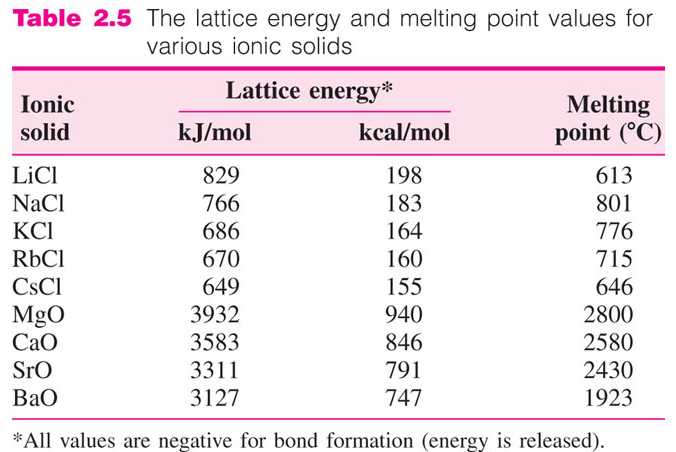 Table 2.5 The lattice energy and melting point values for
various ionic solids
Ionic solid Lattice energy* Melting point (°C)
kJ/mol kcal/mol
LiCl 829 198 613
NaCl 766 183 801
KCl 686 164 776
RbCl 670 160 715
CsCl 649 155 646
MgO 3932 940 2800
CaO 3583 846 2580
SrO 3311 791 2430
BaO 3127 747 1923
*All values are negative for bond formation (energy is released).